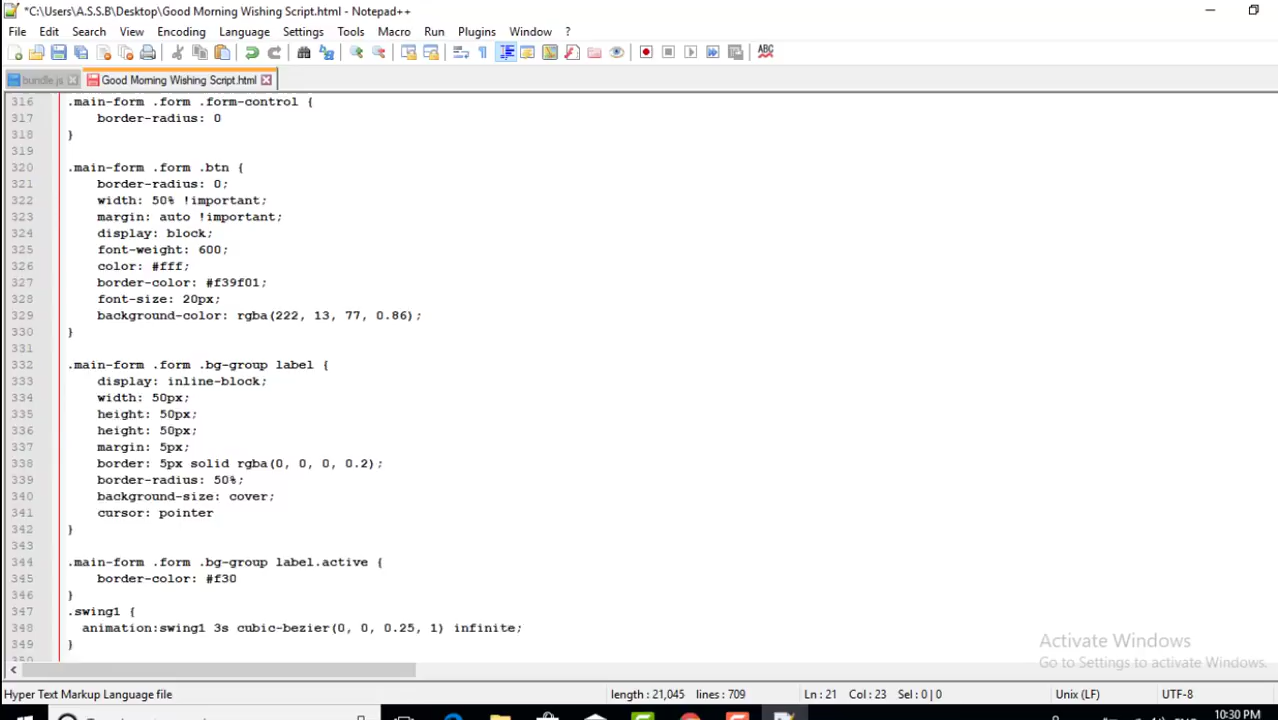 *C:\Users\A.S.S.B\Desktop\Good Morning Wishing Script.html - Notepad++
File Edit Search View Encoding Language Settings Tools Macro Run Plugins Window ?
ABC
bundle.js Good Morning Wishing Script.html
316 .main-form .form .form-control {
317 border-radius: 0
318 }
319
320 .main-form .form .btn {
321 border-radius: 0;
322 width: 50% !important;
323 margin: auto !important;
324 display: block;
325 font-weight: 600;
326 color: #fff;
327 border-color: #f39f01;
328 font-size: 20px;
329 background-color: rgba(222, 13, 77, 0.86);
330 }
331
332 .main-form .form .bg-group label {
333 display: inline-block;
334 width: 50px;
335 height: 50px;
336 height: 50px;
337 margin: 5px;
338 border: 5px solid rgba(0, 0, 0, 0.2);
339 border-radius: 50%;
340 background-size: cover;
341 cursor: pointer
342 }
343
344 .main-form .form .bg-group label.active {
345 border-color: #f30
346 }
347 .swing1 {
348 animation:swing1 3s cubic-bezier(0, 0, 0.25, 1) infinite;
349 }
350
Activate Windows
Go to Settings to activate Windows.
Hyper Text Markup Language file length : 21,045 lines : 709 Ln : 21 Col : 23 Sel : 0 | 0 Unix (LF) UTF-8
10:30 PM